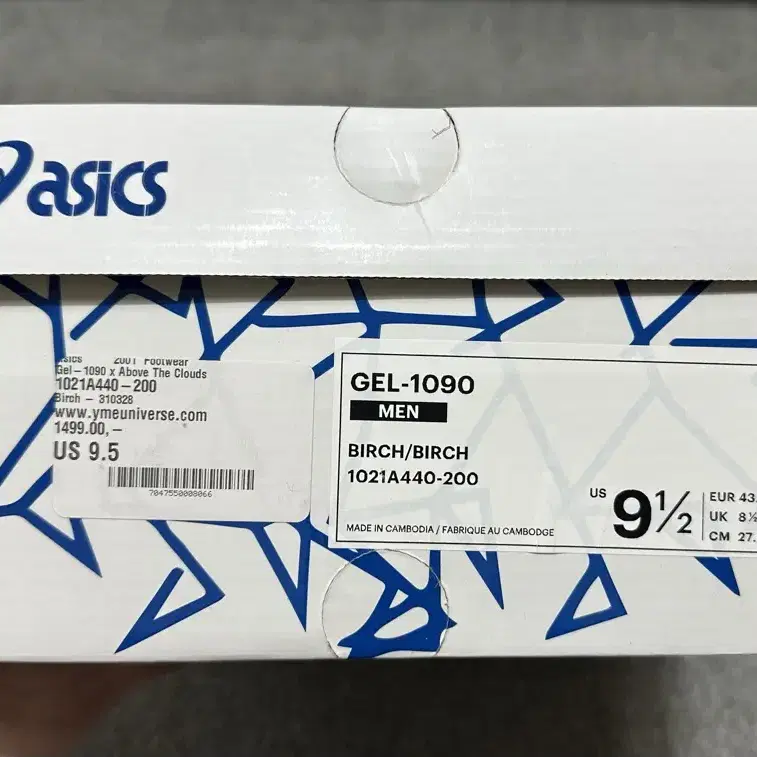 asics
asics 2001 Footwear
Gel-1090 x Above The Clouds
1021A440-200
Birch - 310328
www.ymeuniverse.com
1499.00,-
US 9.5
7047550008066
GEL-1090
MEN
BIRCH/BIRCH
1021A440-200
MADE IN CAMBODIA / FABRIQUE AU CAMBODGE
US 9½
EUR 43.
UK 8½
CM 27.